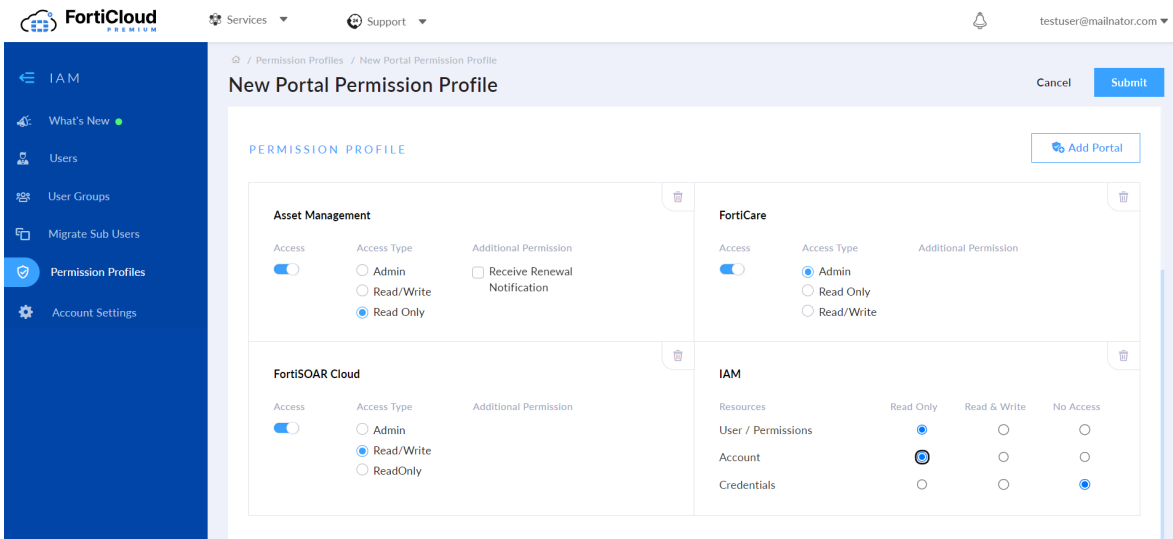 FortiCloud
PREMIUM
Services
Support
testuser@mailnator.com
IAM
What's New
Users
User Groups
Migrate Sub Users
Permission Profiles
Account Settings
/ Permission Profiles / New Portal Permission Profile
New Portal Permission Profile
Cancel
Submit
PERMISSION PROFILE
Add Portal
Asset Management
Access
Access Type
Additional Permission
Admin
Read/Write
Read Only
Receive Renewal
Notification
FortiCare
Access
Access Type
Additional Permission
Admin
Read Only
Read/Write
FortiSOAR Cloud
Access
Access Type
Additional Permission
Admin
Read/Write
ReadOnly
IAM
Resources
Read Only
Read & Write
No Access
User / Permissions
Account
Credentials